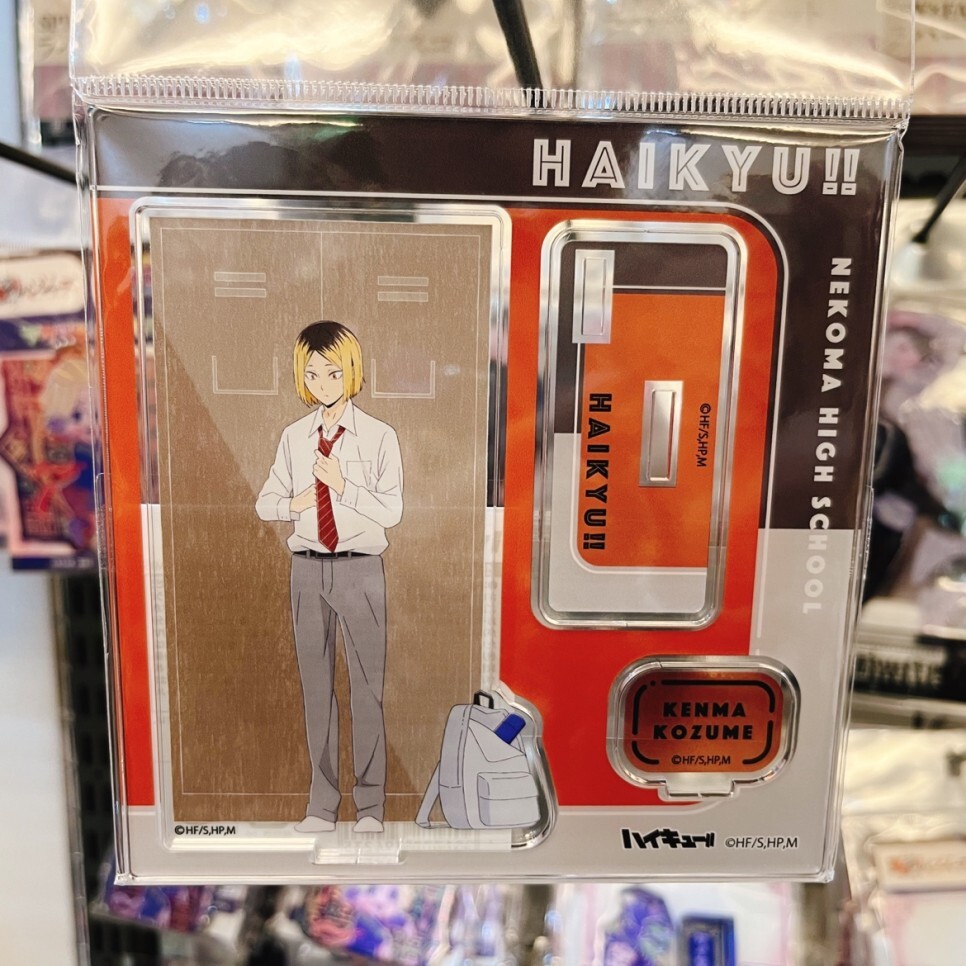 HAIKYU!!
NEKOMA HIGH SCHOOL
©HF/S,HP,M
HAIKYU!!
KENMA
KOZUME
©HF/S,HP,M
©HF/S,HP,M
ハイキュー!! ©HF/S,HP,M